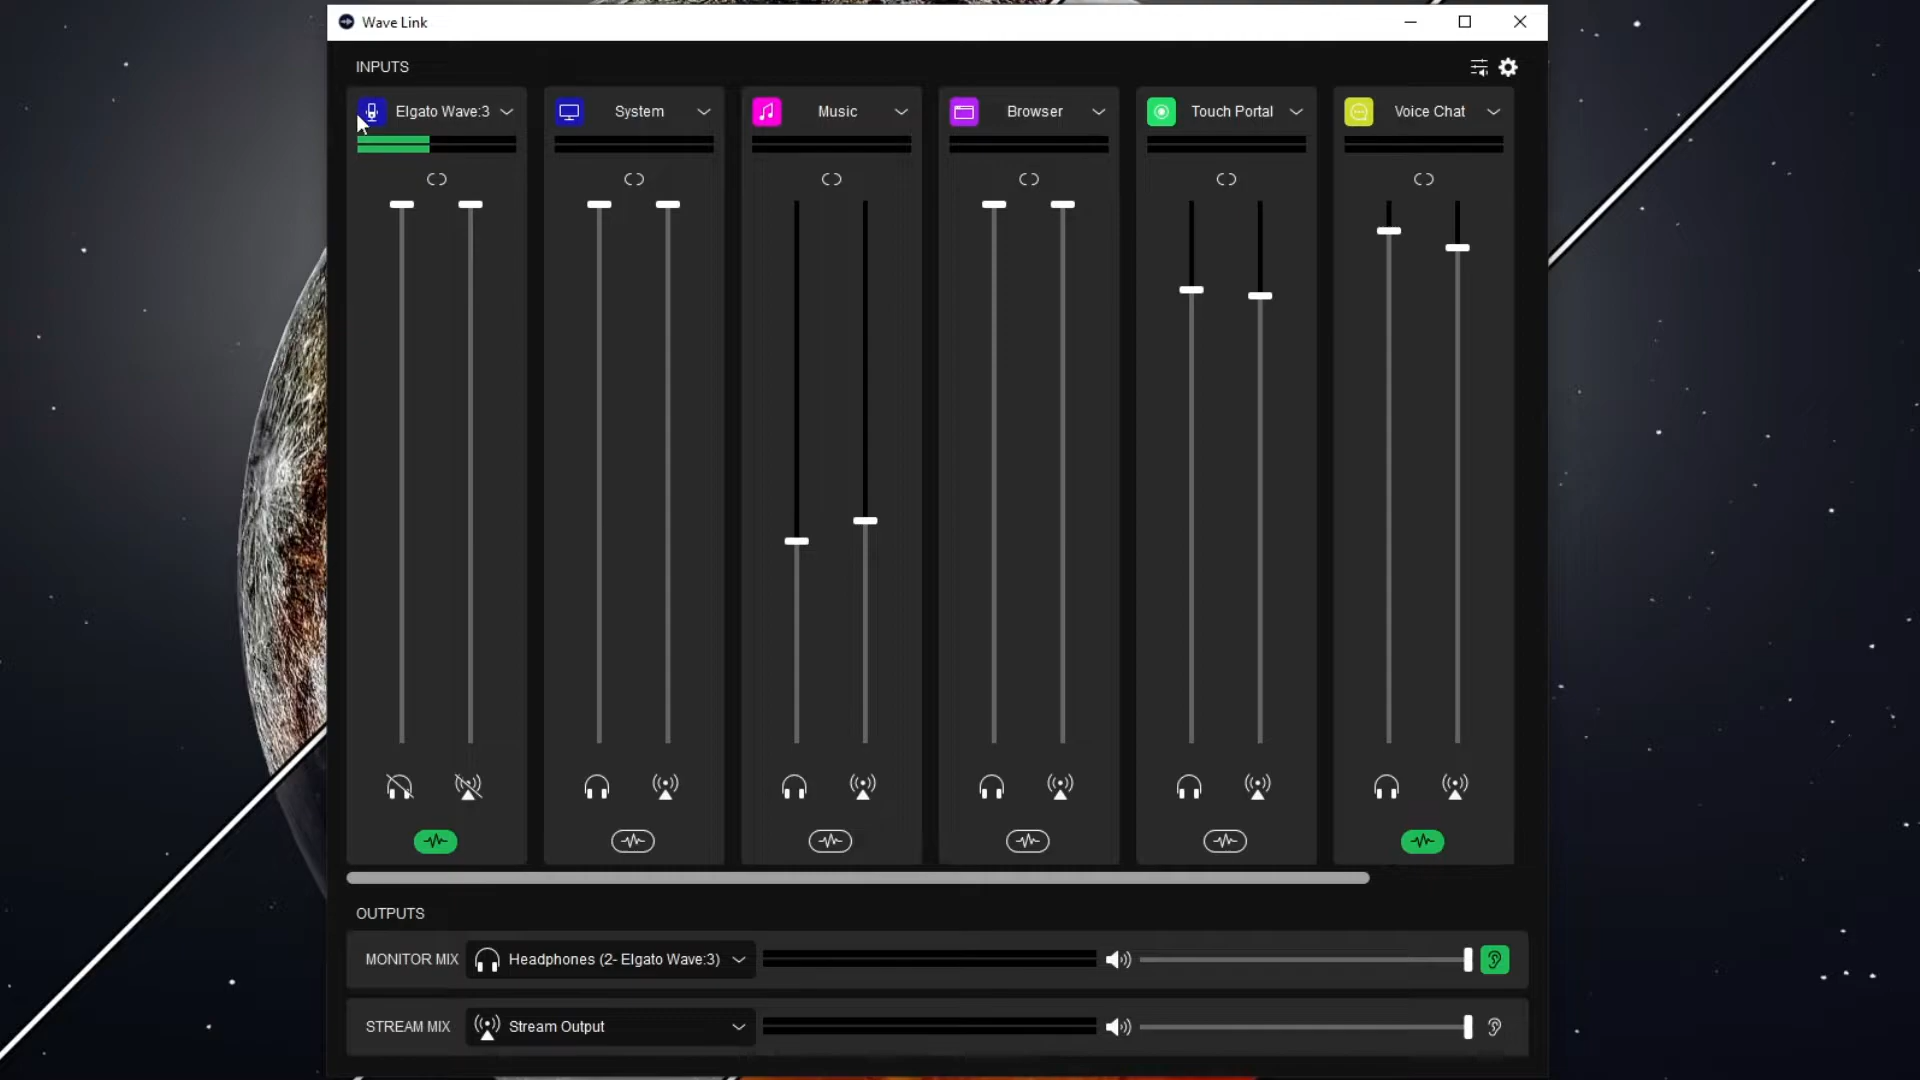 Wave Link
INPUTS
Elgato Wave:3
System
Music
Browser
Touch Portal
Voice Chat
OUTPUTS
MONITOR MIX
Headphones (2- Elgato Wave:3)
STREAM MIX
Stream Output